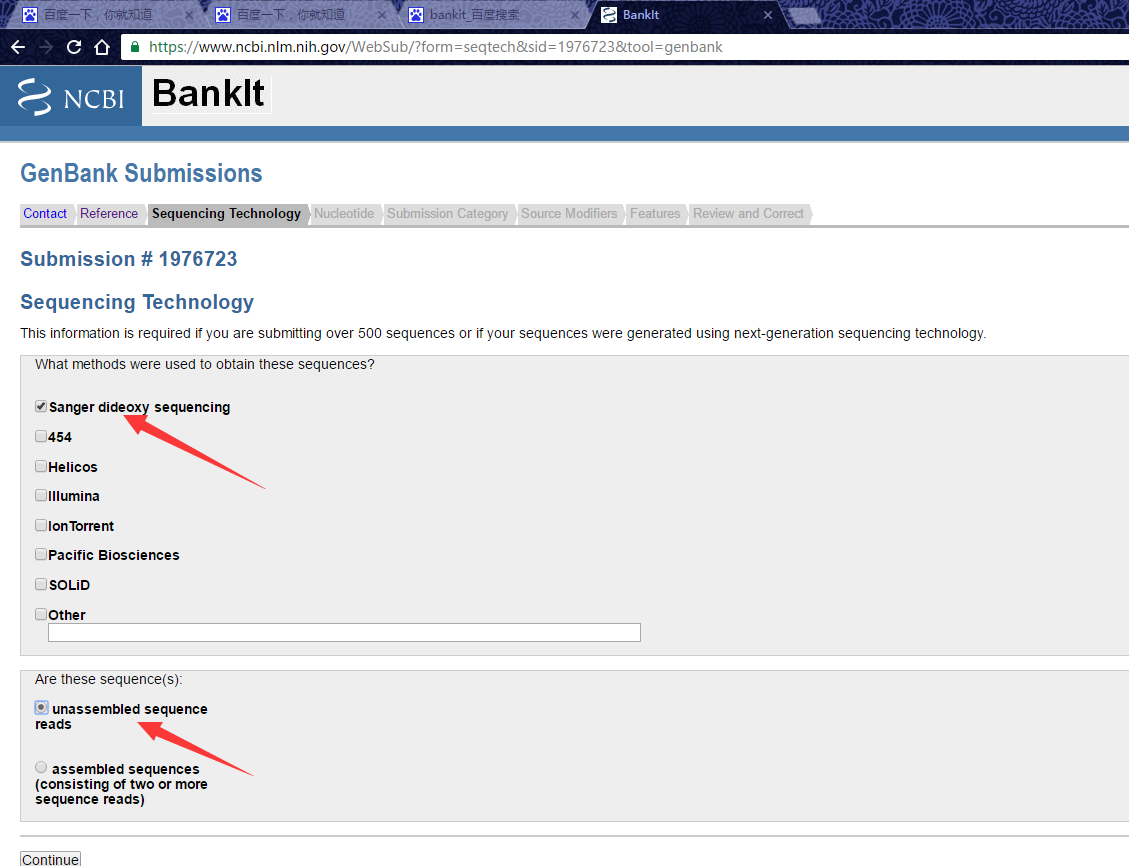 百度一下，你就知道
百度一下，你就知道
bankit_百度搜索
BankIt
https://www.ncbi.nlm.nih.gov/WebSub/?form=seqtech&sid=1976723&tool=genbank
NCBI
BankIt
GenBank Submissions
Contact Reference Sequencing Technology Nucleotide Submission Category Source Modifiers Features Review and Correct
Submission # 1976723
Sequencing Technology
This information is required if you are submitting over 500 sequences or if your sequences were generated using next-generation sequencing technology.
What methods were used to obtain these sequences?
Sanger dideoxy sequencing
454
Helicos
Illumina
IonTorrent
Pacific Biosciences
SOLiD
Other
Are these sequence(s):
unassembled sequence
reads
assembled sequences
(consisting of two or more
sequence reads)
Continue